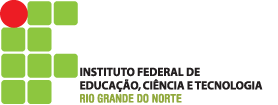 INSTITUTO FEDERAL DE
EDUCAÇÃO, CIÊNCIA E TECNOLOGIA
RIO GRANDE DO NORTE